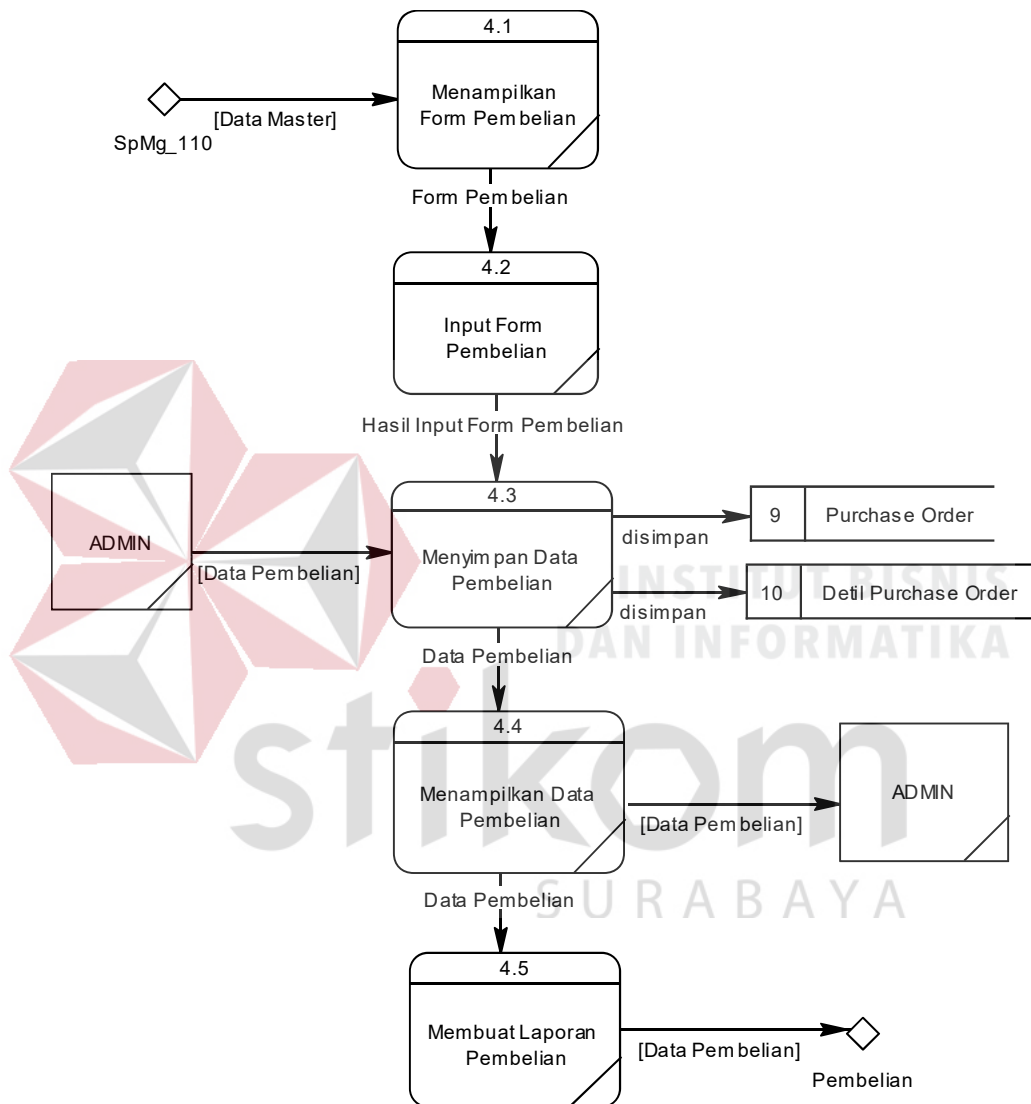 4.1
Menampilkan
Form Pembelian
[Data Master]
SpMg_110
Form Pembelian
4.2
Input Form
Pembelian
Hasil Input Form Pembelian
4.3
Menyimpan Data
Pembelian
ADMIN
[Data Pembelian]
9 Purchase Order
disimpan
10 Detil Purchase Order
disimpan
INSTITUT BISNIS
DAN INFORMATIKA
Data Pembelian
stikom
SURABAYA
4.4
Menampilkan Data
Pembelian
[Data Pembelian]
ADMIN
Data Pembelian
4.5
Membuat Laporan
Pembelian
[Data Pembelian]
Pembelian